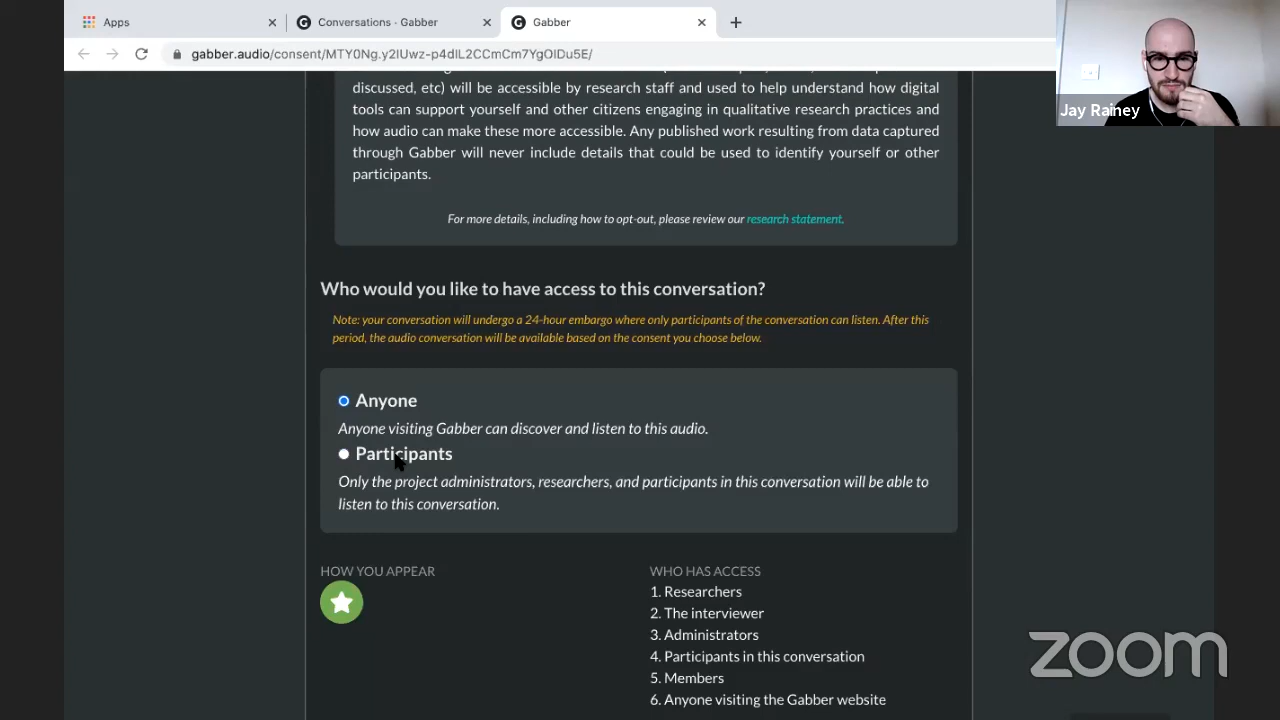 Apps
Conversations · Gabber
Gabber
gabber.audio/consent/MTY0Ng.y2IUwz-p4dlL2CCmCm7YgOlDu5E/
Jay Rainey
discussed, etc) will be accessible by research staff and used to help understand how digital
tools can support yourself and other citizens engaging in qualitative research practices and
how audio can make these more accessible. Any published work resulting from data captured
through Gabber will never include details that could be used to identify yourself or other
participants.
For more details, including how to opt-out, please review our research statement.
Who would you like to have access to this conversation?
Note: your conversation will undergo a 24-hour embargo where only participants of the conversation can listen. After this
period, the audio conversation will be available based on the consent you choose below.
Anyone
Anyone visiting Gabber can discover and listen to this audio.
Participants
Only the project administrators, researchers, and participants in this conversation will be able to
listen to this conversation.
HOW YOU APPEAR
WHO HAS ACCESS
1. Researchers
2. The interviewer
3. Administrators
4. Participants in this conversation
5. Members
6. Anyone visiting the Gabber website
zoom